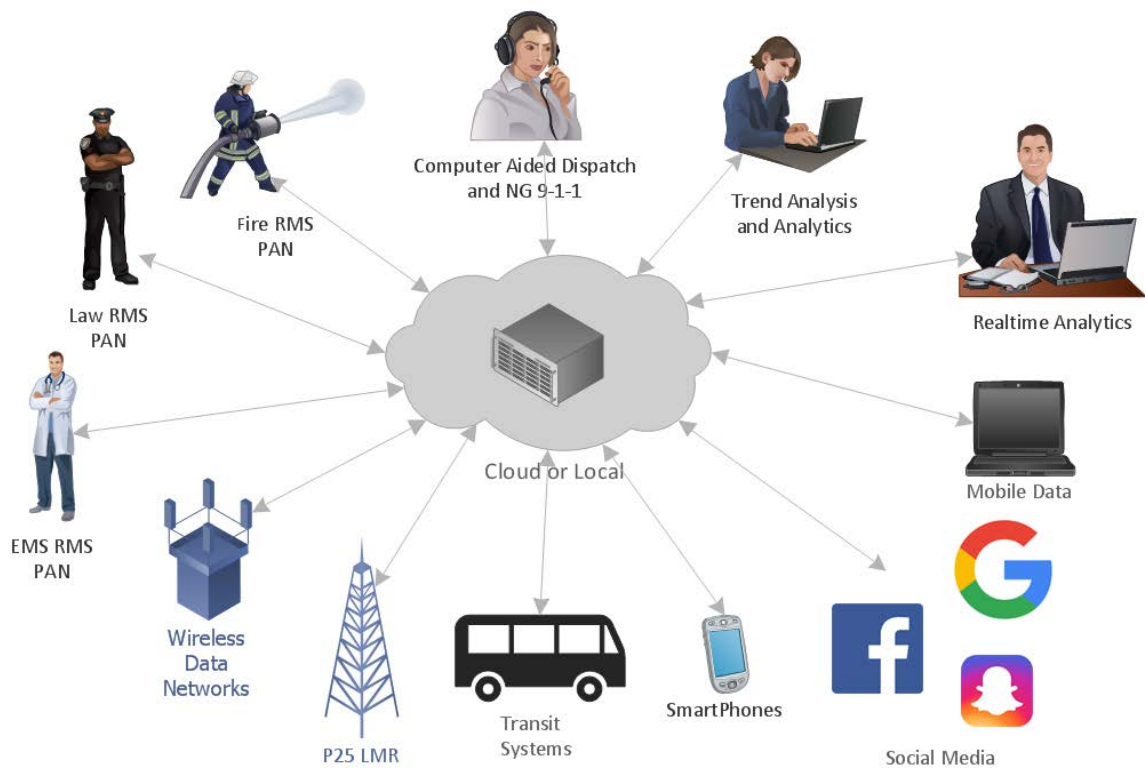 Computer Aided Dispatch
and NG 9-1-1
Trend Analysis
and Analytics
Fire RMS
PAN
Law RMS
PAN
Realtime Analytics
Cloud or Local
Mobile Data
EMS RMS
PAN
Wireless
Data
Networks
P25 LMR
Transit
Systems
SmartPhones
Social Media